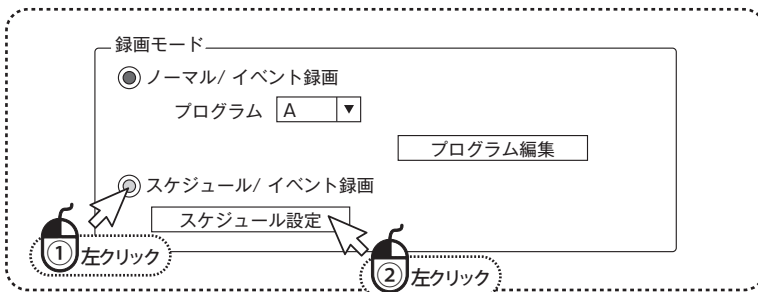 録画モード
ノーマル/ イベント録画
プログラム A ▼
プログラム編集
スケジュール/ イベント録画
スケジュール設定
① 左クリック
② 左クリック